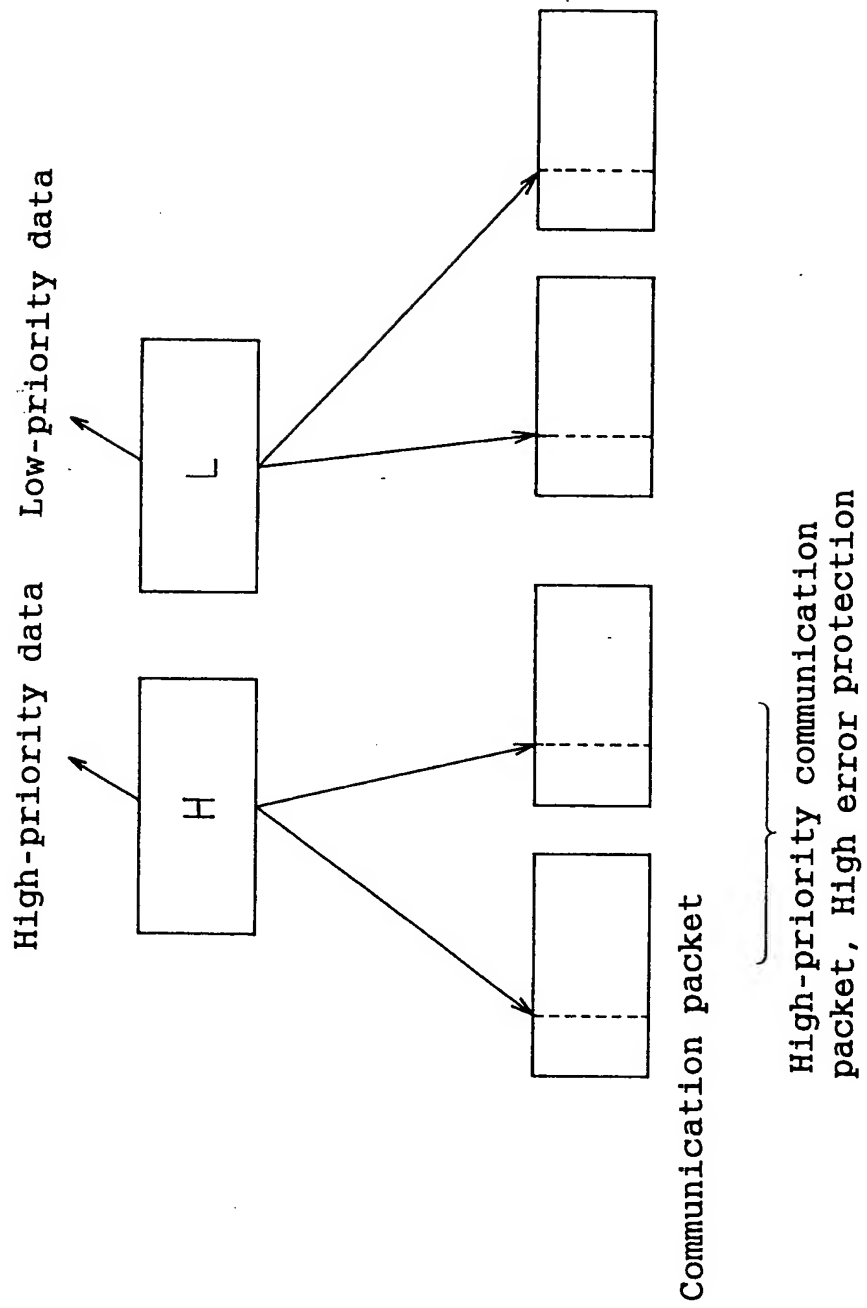 High-priority data
Low-priority data
H
L
Communication packet
High-priority communication
packet, High error protection